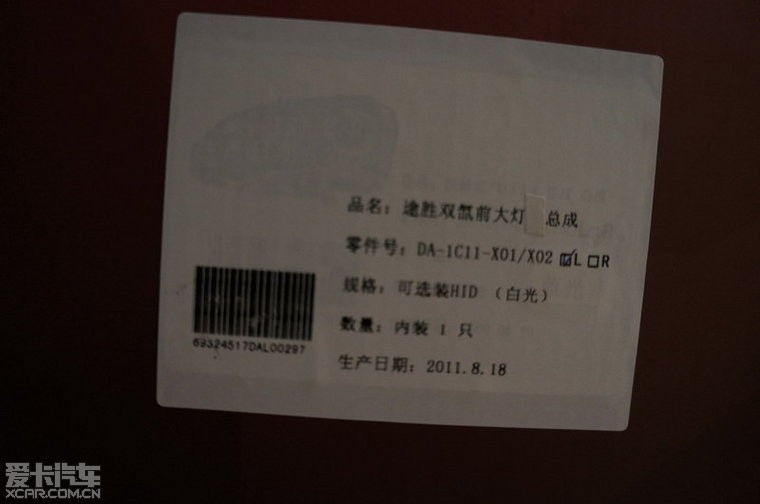 品名：途胜双氙前大灯 总成
零件号：DA-1C11-X01/X02 ☑L □R
规格：可选装HID （白光）
数量：内装 1 只
生产日期：2011.8.18
69324517DAL00297
爱卡汽车
XCAR.COM.CN